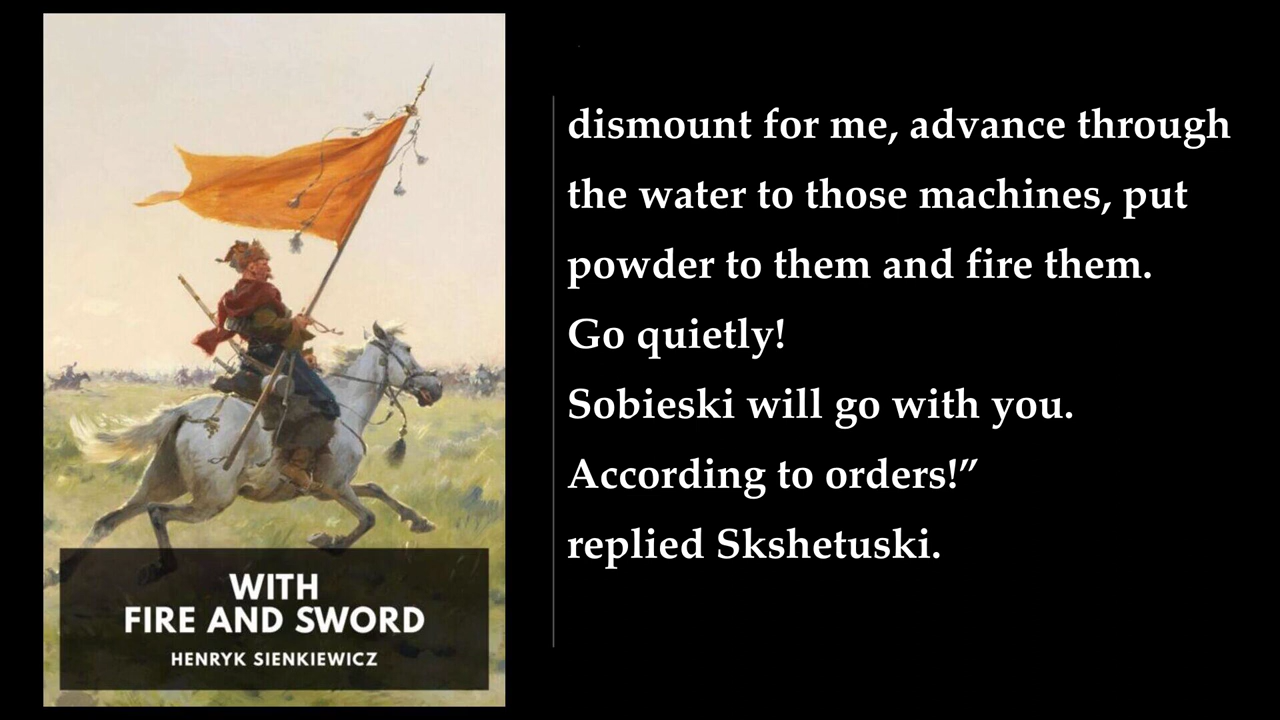 WITH
FIRE AND SWORD
HENRYK SIENKIEWICZ
dismount for me, advance through
the water to those machines, put
powder to them and fire them.
Go quietly!
Sobieski will go with you.
According to orders!”
replied Skshetuski.